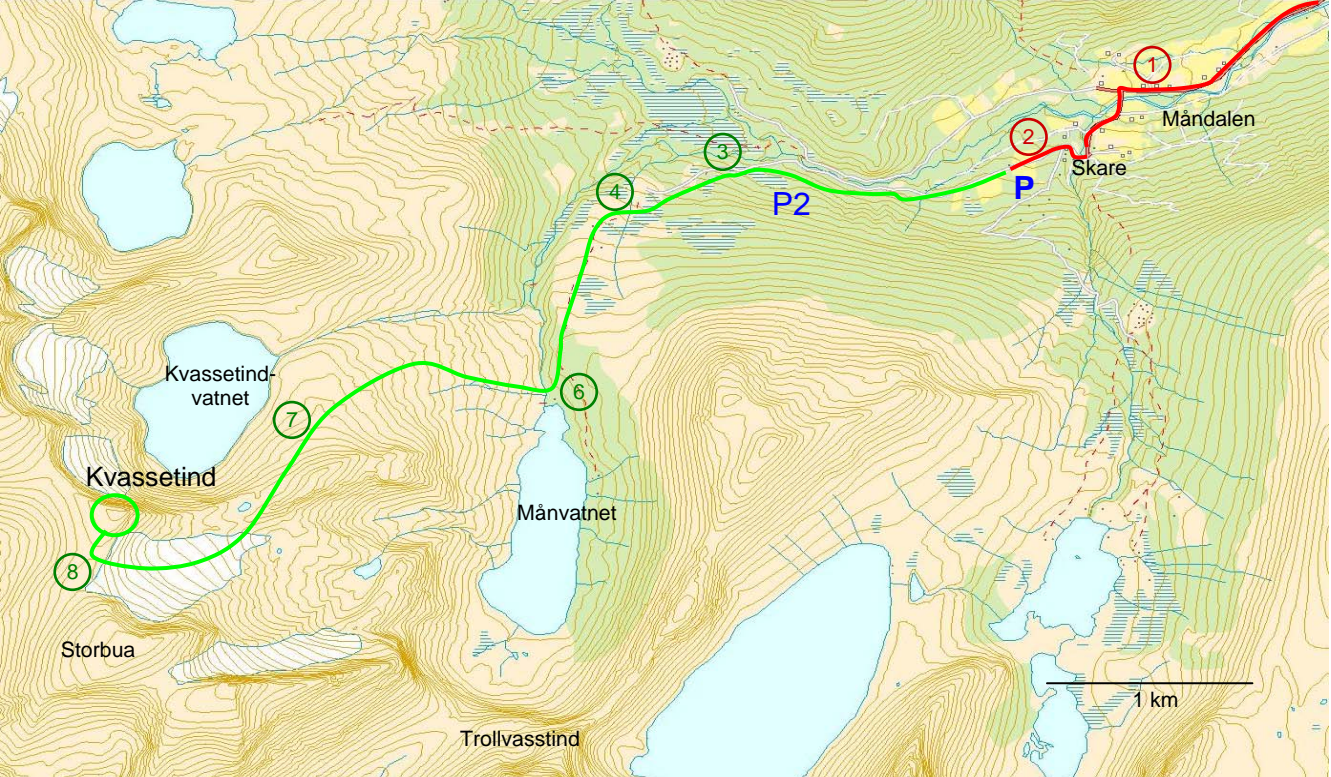 1
Måndalen
2
3
Skare
P
4
P2
Kvassetind-
vatnet
6
7
Kvassetind
Månvatnet
8
Storbua
1 km
Trollvasstind